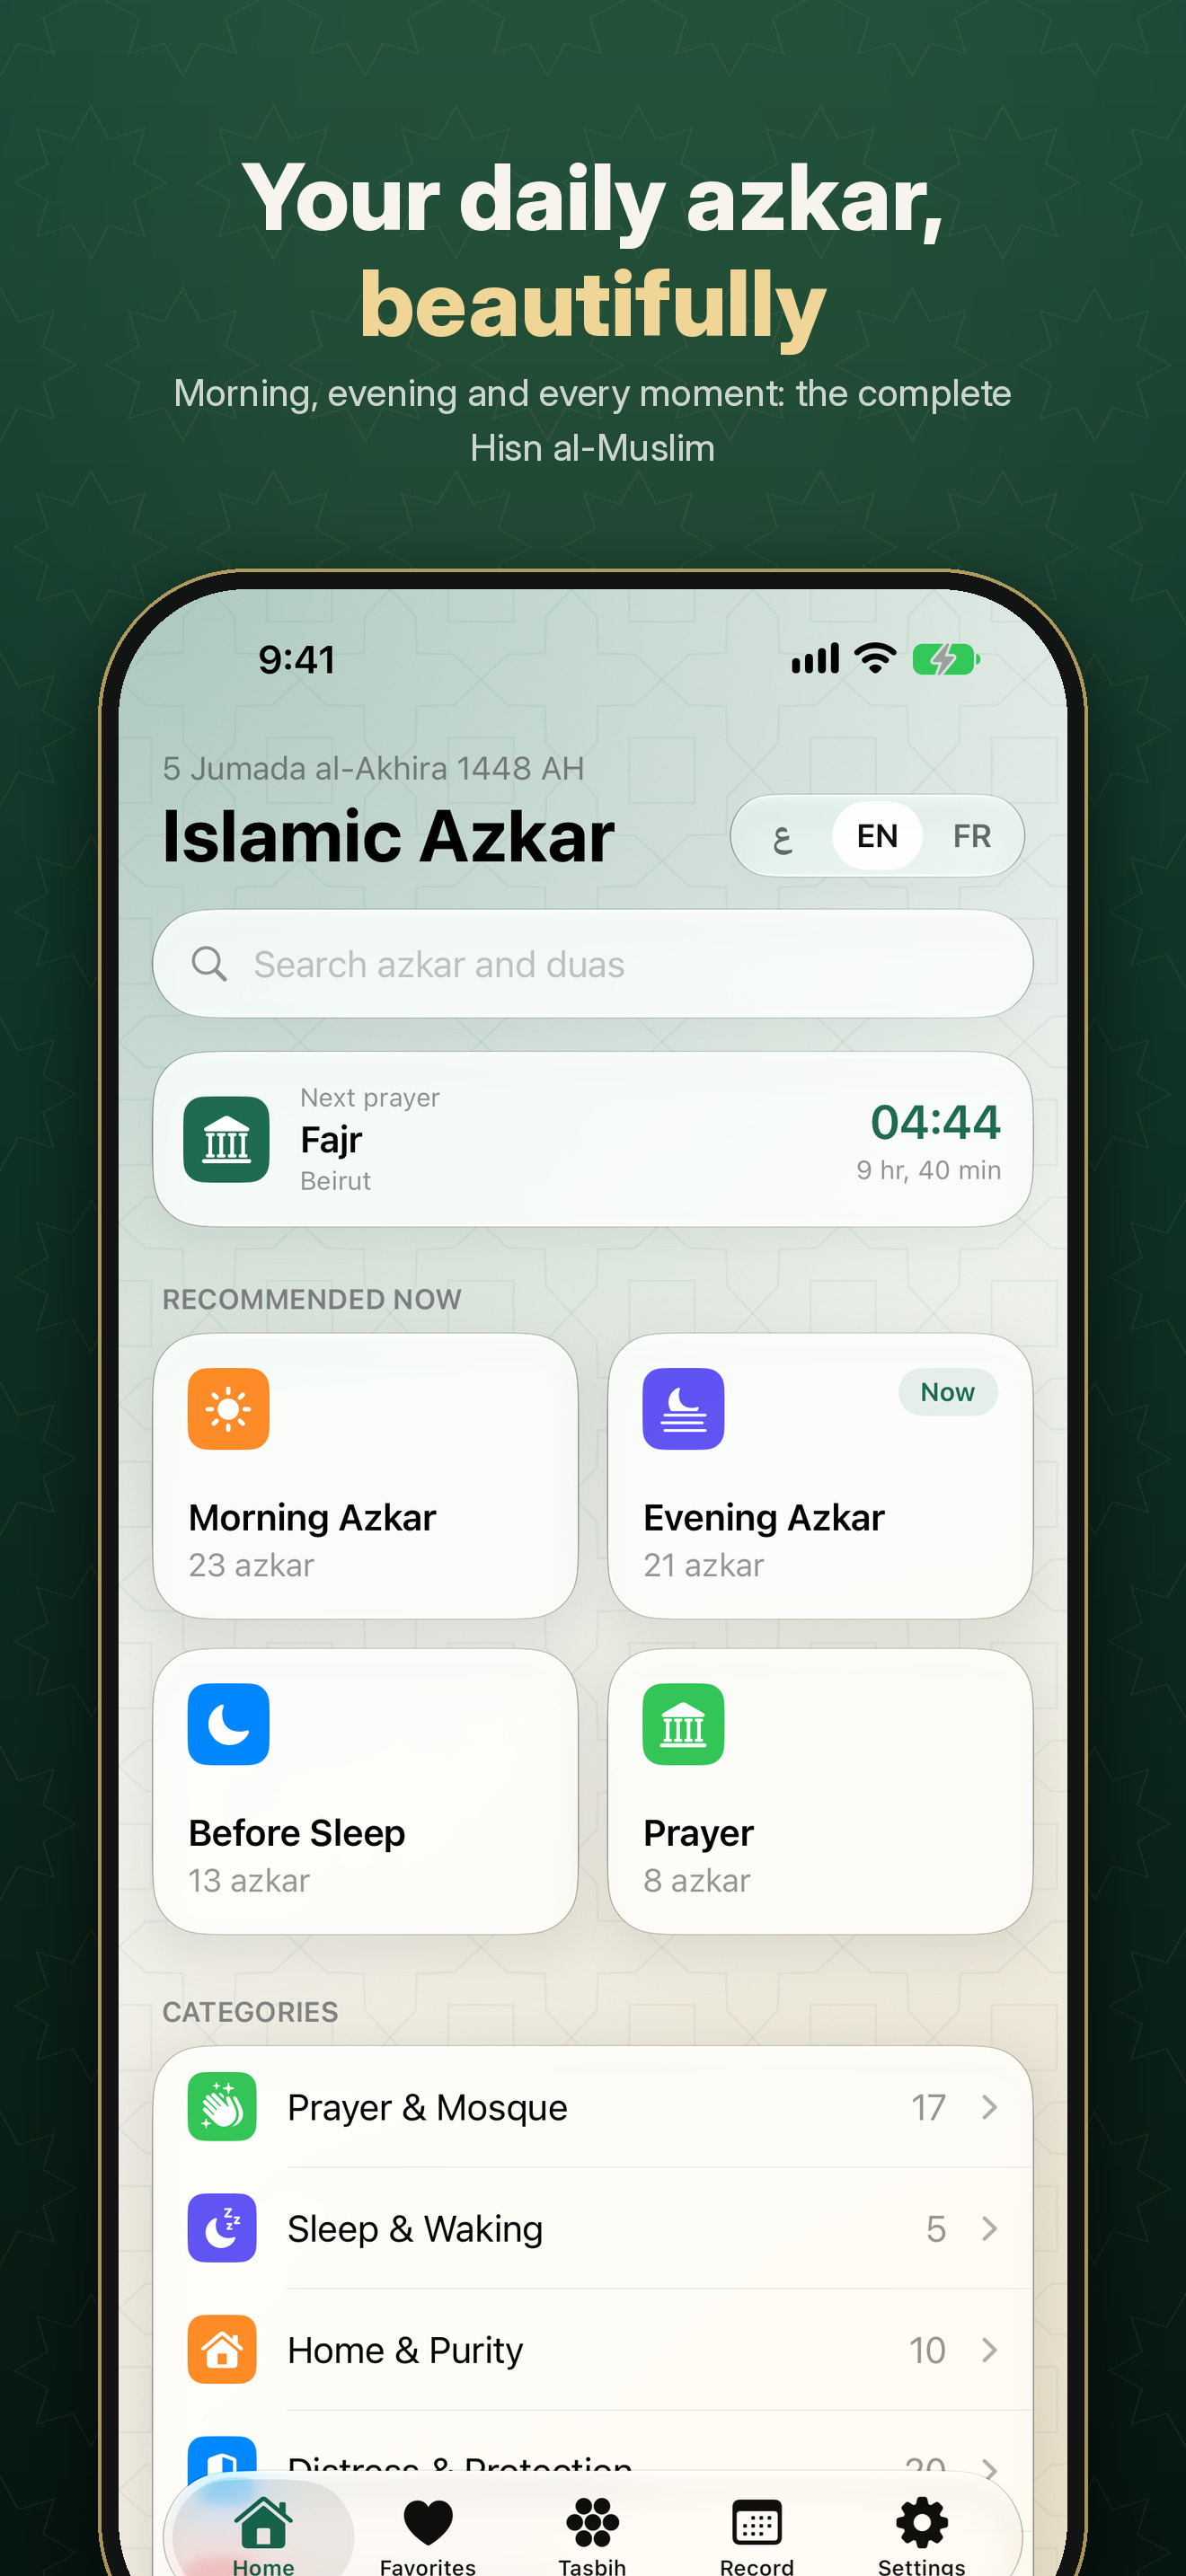 Your daily azkar,
beautifully
Morning, evening and every moment: the complete
Hisn al-Muslim
9:41
5 Jumada al-Akhira 1448 AH
Islamic Azkar
ع EN FR
Search azkar and duas
Next prayer
Fajr
Beirut
04:44
9 hr, 40 min
RECOMMENDED NOW
Morning Azkar
23 azkar
Now
Evening Azkar
21 azkar
Before Sleep
13 azkar
Prayer
8 azkar
CATEGORIES
Prayer & Mosque 17
Sleep & Waking 5
Home & Purity 10
Distress & Protection 20
Home Favorites Tasbih Record Settings